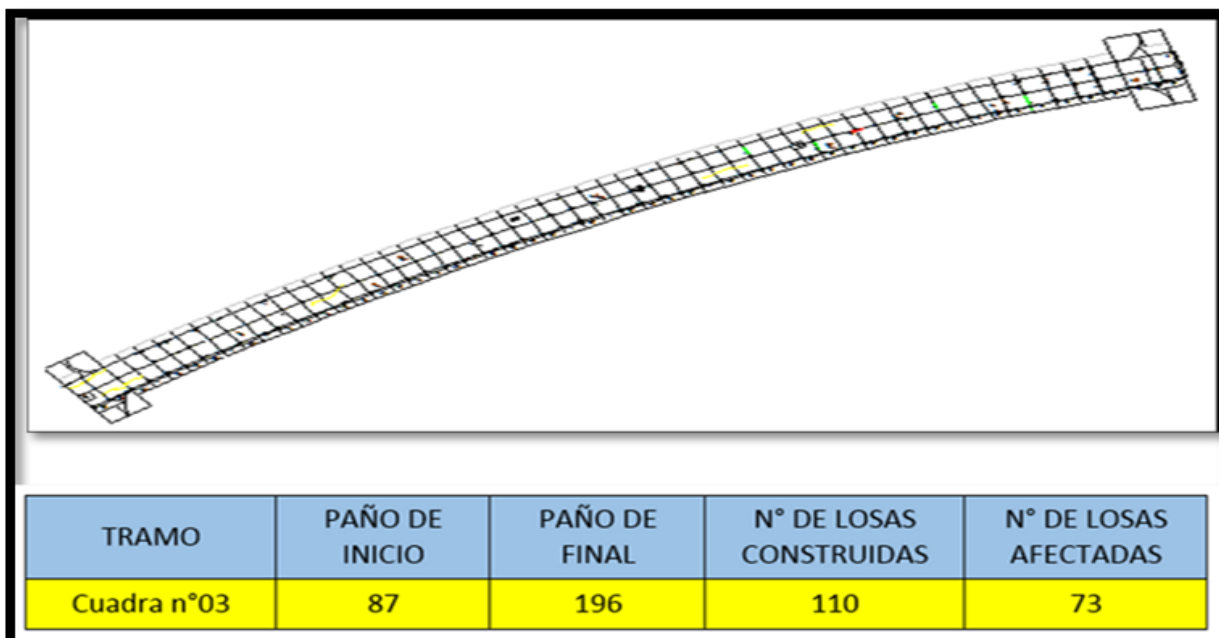 TRAMO
PAÑO DE
INICIO
PAÑO DE
FINAL
N° DE LOSAS
CONSTRUIDAS
N° DE LOSAS
AFECTADAS
Cuadra n°03
87
196
110
73